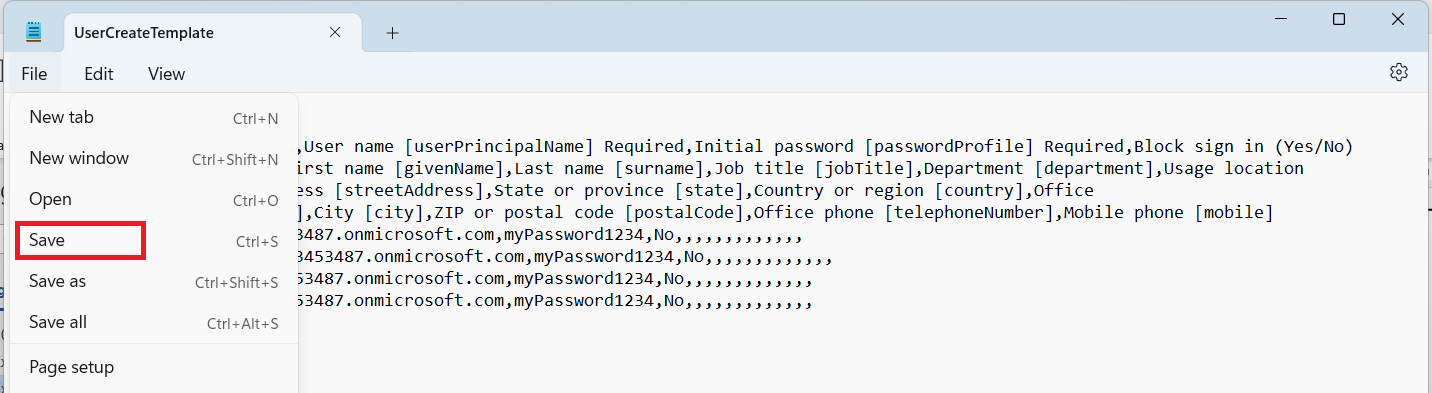 UserCreateTemplate
File Edit View
New tab Ctrl+N
New window Ctrl+Shift+N
Open Ctrl+O
Save Ctrl+S
Save as Ctrl+Shift+S
Save all Ctrl+Alt+S
Page setup
,User name [userPrincipalName] Required,Initial password [passwordProfile] Required,Block sign in (Yes/No)
name [givenName],Last name [surname],Job title [jobTitle],Department [department],Usage location
[streetAddress],State or province [state],Country or region [country],Office
],City [city],ZIP or postal code [postalCode],Office phone [telephoneNumber],Mobile phone [mobile]
3487.onmicrosoft.com,myPassword1234,No,,,,,,,,,,,,,
3453487.onmicrosoft.com,myPassword1234,No,,,,,,,,,,,,,
53487.onmicrosoft.com,myPassword1234,No,,,,,,,,,,,,,
53487.onmicrosoft.com,myPassword1234,No,,,,,,,,,,,,,